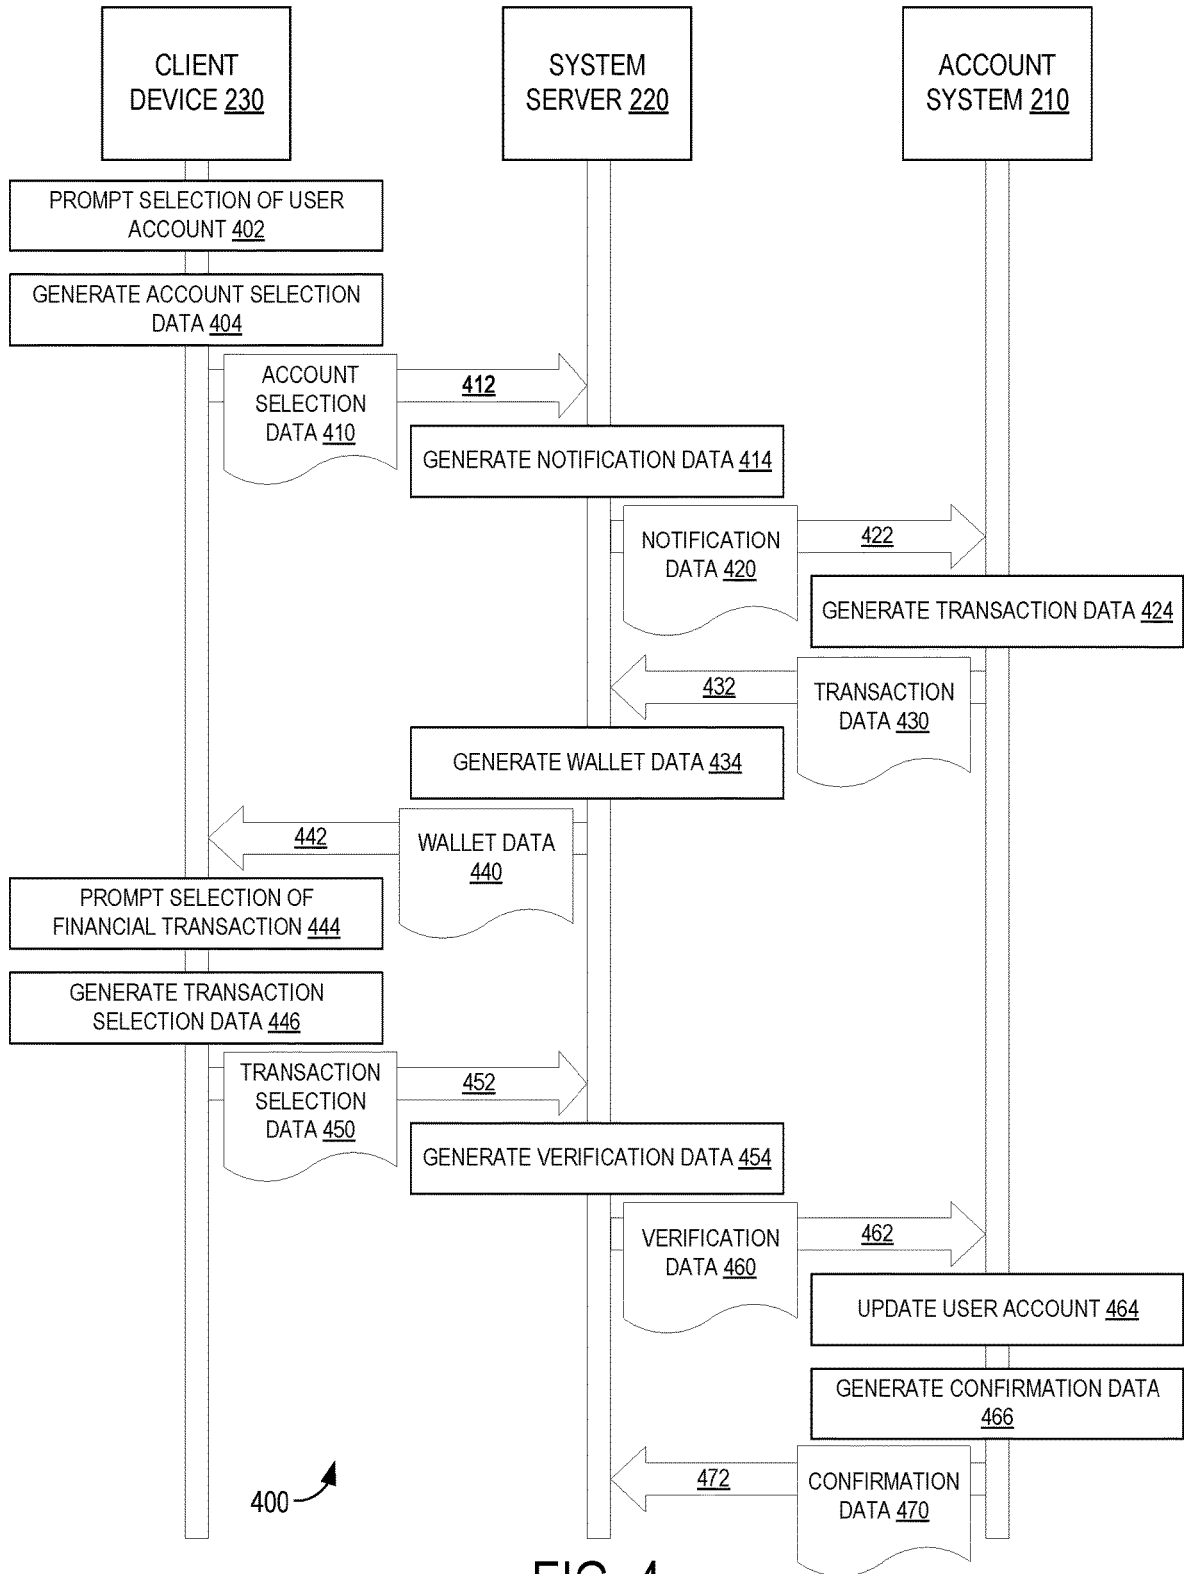 CLIENT
DEVICE 230
SYSTEM
SERVER 220
ACCOUNT
SYSTEM 210
PROMPT SELECTION OF USER
ACCOUNT 402
GENERATE ACCOUNT SELECTION
DATA 404
ACCOUNT
SELECTION
DATA 410
412
GENERATE NOTIFICATION DATA 414
NOTIFICATION
DATA 420
422
GENERATE TRANSACTION DATA 424
432
TRANSACTION
DATA 430
GENERATE WALLET DATA 434
442
WALLET DATA
440
PROMPT SELECTION OF
FINANCIAL TRANSACTION 444
GENERATE TRANSACTION
SELECTION DATA 446
TRANSACTION
SELECTION
DATA 450
452
GENERATE VERIFICATION DATA 454
VERIFICATION
DATA 460
462
UPDATE USER ACCOUNT 464
GENERATE CONFIRMATION DATA
466
472
CONFIRMATION
DATA 470
400
FIG. 4